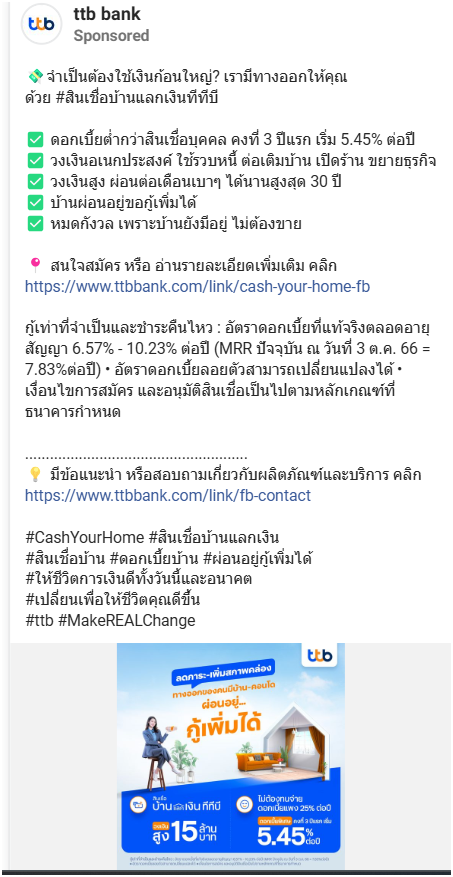 ttb
ttb bank
Sponsored
💸 จำเป็นต้องใช้เงินก้อนใหญ่? เรามีทางออกให้คุณ
ด้วย #สินเชื่อบ้านแลกเงินทีทีบี
✅ ดอกเบี้ยต่ำกว่าสินเชื่อบุคคล คงที่ 3 ปีแรก เริ่ม 5.45% ต่อปี
✅ วงเงินอเนกประสงค์ ใช้รวบหนี้ ต่อเติมบ้าน เปิดร้าน ขยายธุรกิจ
✅ วงเงินสูง ผ่อนต่อเดือนเบาๆ ได้นานสูงสุด 30 ปี
✅ บ้านผ่อนอยู่ขอกู้เพิ่มได้
✅ หมดกังวล เพราะบ้านยังมีอยู่ ไม่ต้องขาย
📍 สนใจสมัคร หรือ อ่านรายละเอียดเพิ่มเติม คลิก
https://www.ttbbank.com/link/cash-your-home-fb
กู้เท่าที่จำเป็นและชำระคืนไหว : อัตราดอกเบี้ยที่แท้จริงตลอดอายุ
สัญญา 6.57% - 10.23% ต่อปี (MRR ปัจจุบัน ณ วันที่ 3 ต.ค. 66 =
7.83%ต่อปี) • อัตราดอกเบี้ยลอยตัวสามารถเปลี่ยนแปลงได้ •
เงื่อนไขการสมัคร และอนุมัติสินเชื่อเป็นไปตามหลักเกณฑ์ที่
ธนาคารกำหนด
......................................................
💡 มีข้อแนะนำ หรือสอบถามเกี่ยวกับผลิตภัณฑ์และบริการ คลิก
https://www.ttbbank.com/link/fb-contact
#CashYourHome #สินเชื่อบ้านแลกเงิน
#สินเชื่อบ้าน #ดอกเบี้ยบ้าน #ผ่อนอยู่กู้เพิ่มได้
#ให้ชีวิตการเงินดีทั้งวันนี้และอนาคต
#เปลี่ยนเพื่อให้ชีวิตคุณดีขึ้น
#ttb #MakeREALChange
ttb
ลดภาระ-เพิ่มสภาพคล่อง
ทางออกของคนมีบ้าน-คอนโด
ผ่อนอยู่...
กู้เพิ่มได้
สินเชื่อ
บ้านแลกเงิน ทีทีบี
วงเงิน
สูง 15 ล้าน
บาท
ไม่ต้องทนจ่าย
ดอกเบี้ยแพง 25% ต่อปี
ดอกเบี้ยพิเศษ คงที่ 3 ปีแรก เริ่ม
5.45% ต่อปี